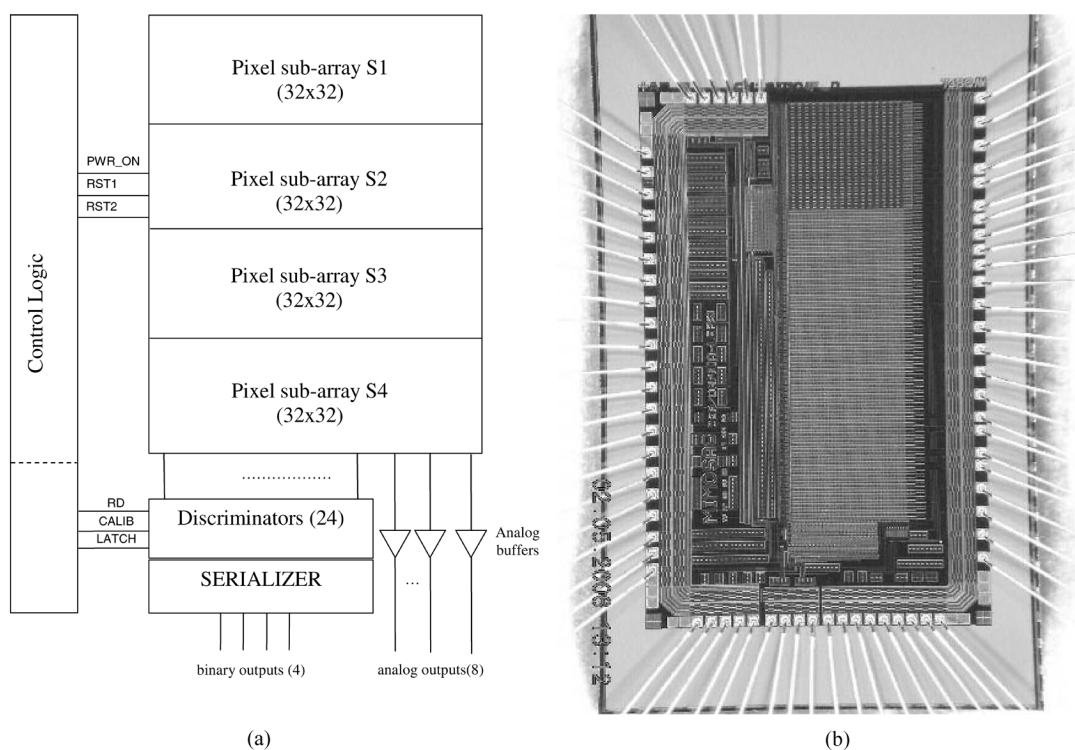 Control Logic
Pixel sub-array S1
(32x32)
PWR_ON
RST1
RST2
Pixel sub-array S2
(32x32)
Pixel sub-array S3
(32x32)
Pixel sub-array S4
(32x32)
RD
CALIB
LATCH
Discriminators (24)
SERIALIZER
Analog
buffers
binary outputs (4)
analog outputs(8)
(a)
MIMOSA8
(b)